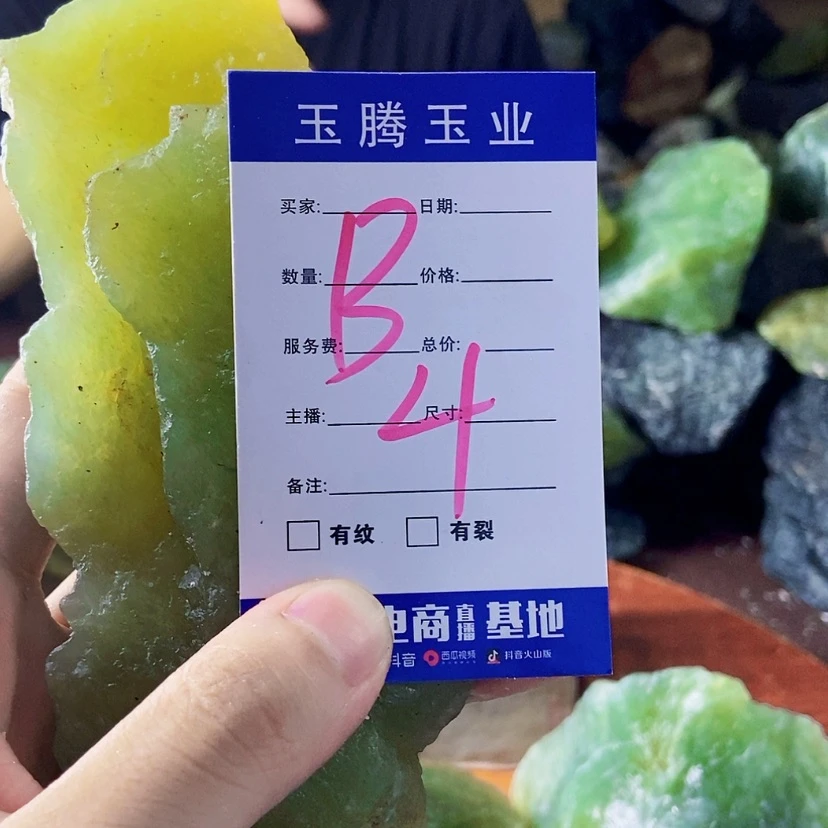 玉腾玉业
买家: 日期:
数量: 价格:
服务费: 总价:
主播: 尺寸:
备注:
B
4
有纹 有裂
电商直播基地
抖音 西瓜视频 抖音火山版